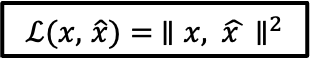 ℒ(x, x̂) = ‖ x, x̂ ‖²